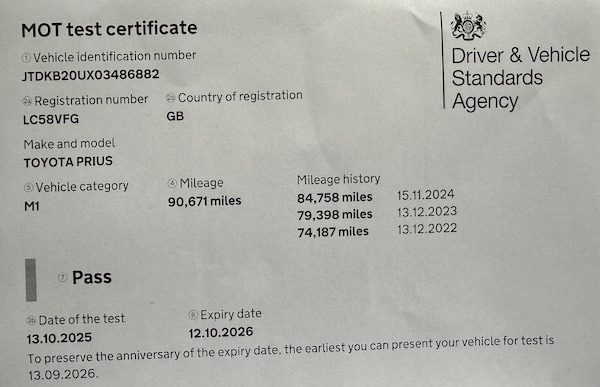 MOT test certificate
① Vehicle identification number
JTDKB20UX03486882
Driver & Vehicle
Standards
Agency
2a Registration number 2b Country of registration
LC58VFG GB
Make and model
TOYOTA PRIUS
⑤ Vehicle category ④ Mileage Mileage history
M1 90,671 miles 84,758 miles 15.11.2024
79,398 miles 13.12.2023
74,187 miles 13.12.2022
⑦ Pass
3b Date of the test ⑧ Expiry date
13.10.2025 12.10.2026
To preserve the anniversary of the expiry date, the earliest you can present your vehicle for test is
13.09.2026.